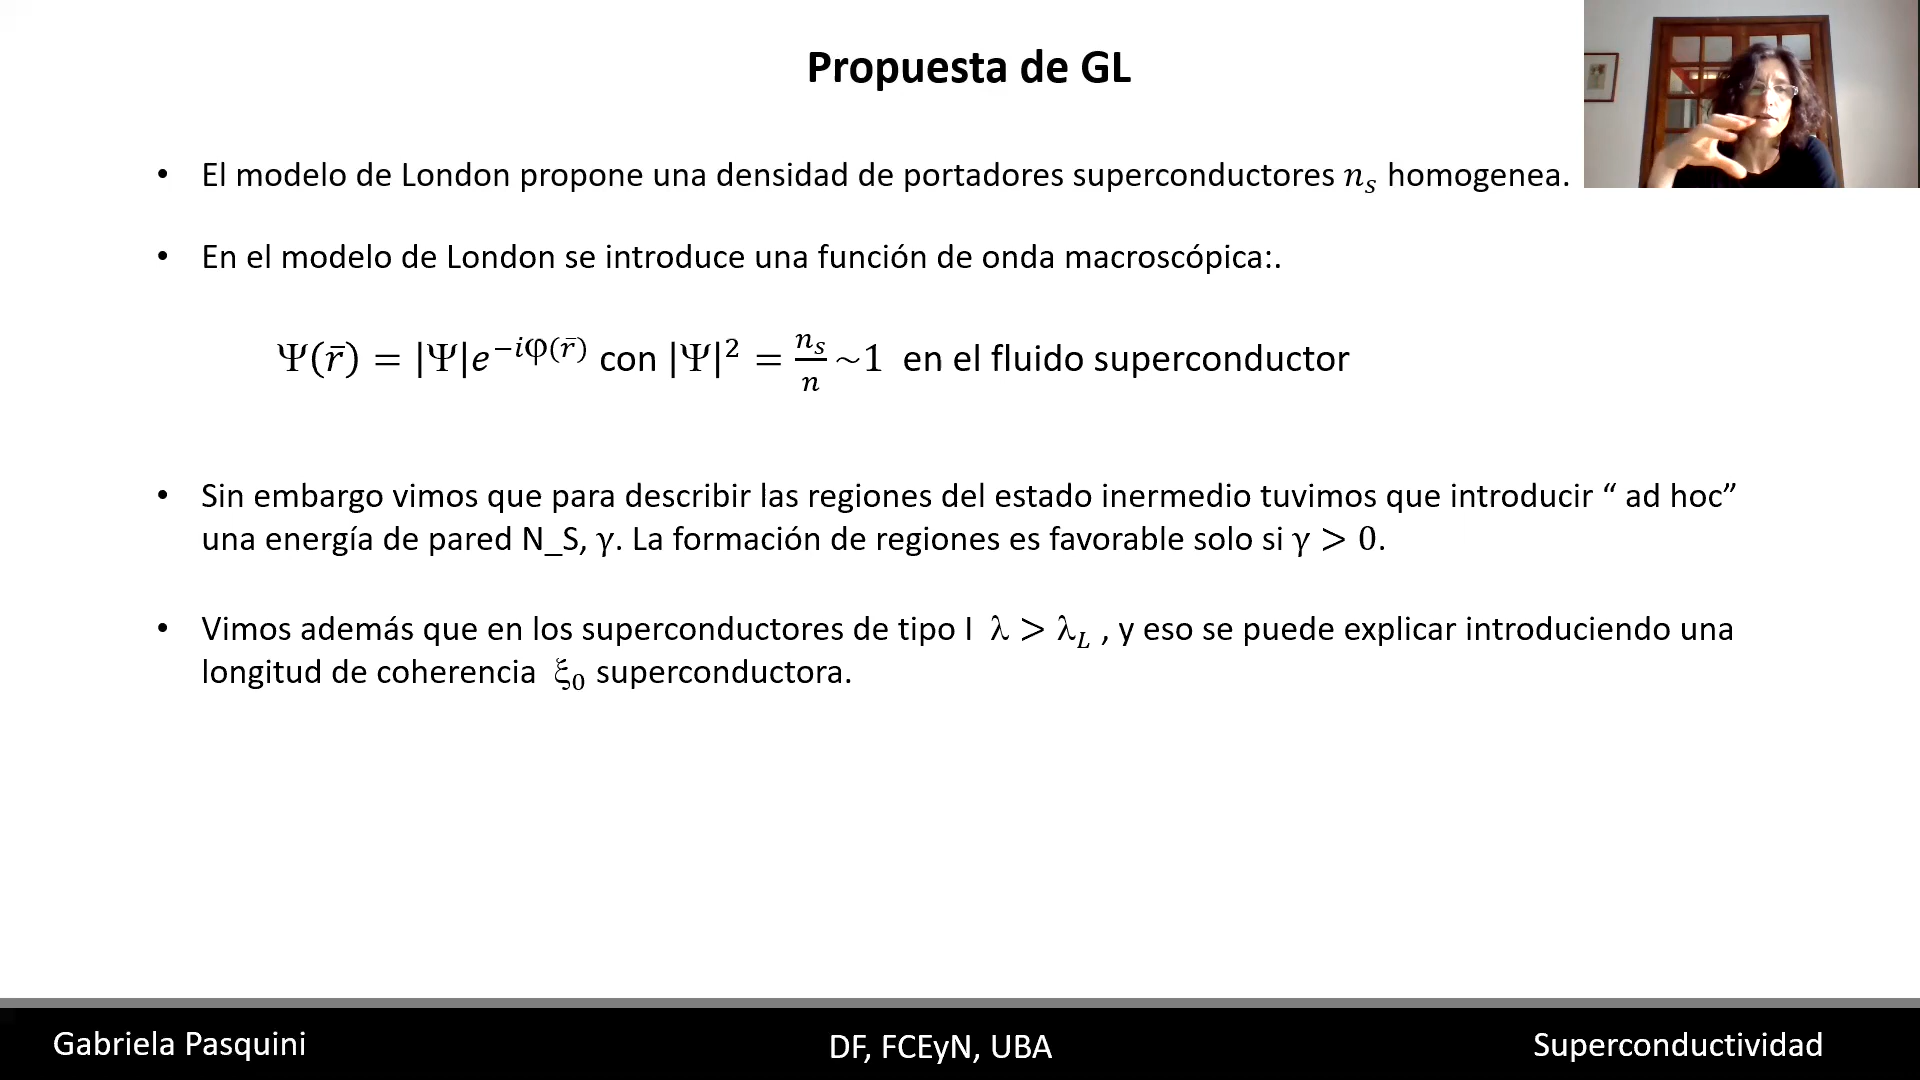 Propuesta de GL
• El modelo de London propone una densidad de portadores superconductores nₛ homogenea.
• En el modelo de London se introduce una función de onda macroscópica:.
Ψ(r̄) = |Ψ|e^{−iφ(r̄)} con |Ψ|² = nₛ/n ~1 en el fluido superconductor
• Sin embargo vimos que para describir las regiones del estado inermedio tuvimos que introducir “ ad hoc”
una energía de pared N_S, γ. La formación de regiones es favorable solo si γ > 0.
• Vimos además que en los superconductores de tipo I λ > λ_L , y eso se puede explicar introduciendo una
longitud de coherencia ξ₀ superconductora.
Gabriela Pasquini
DF, FCEyN, UBA
Superconductividad